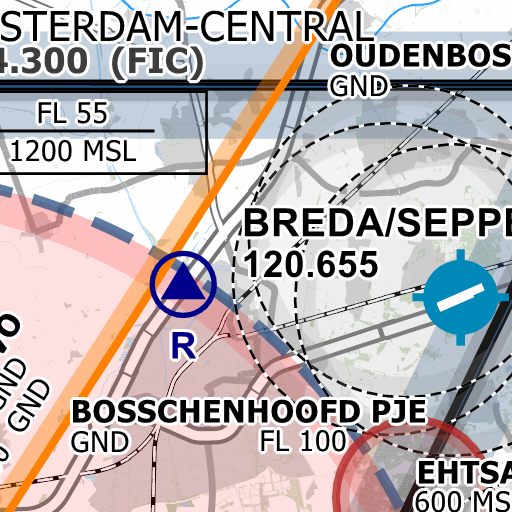 STERDAM-CENTRAL
4.300 (FIC)
OUDENBOS
GND
FL 55
1200 MSL
BREDA/SEPPE
120.655
R
GND
GND
BOSSCHENHOOFD PJE
GND FL 100
EHTSA
600 MS